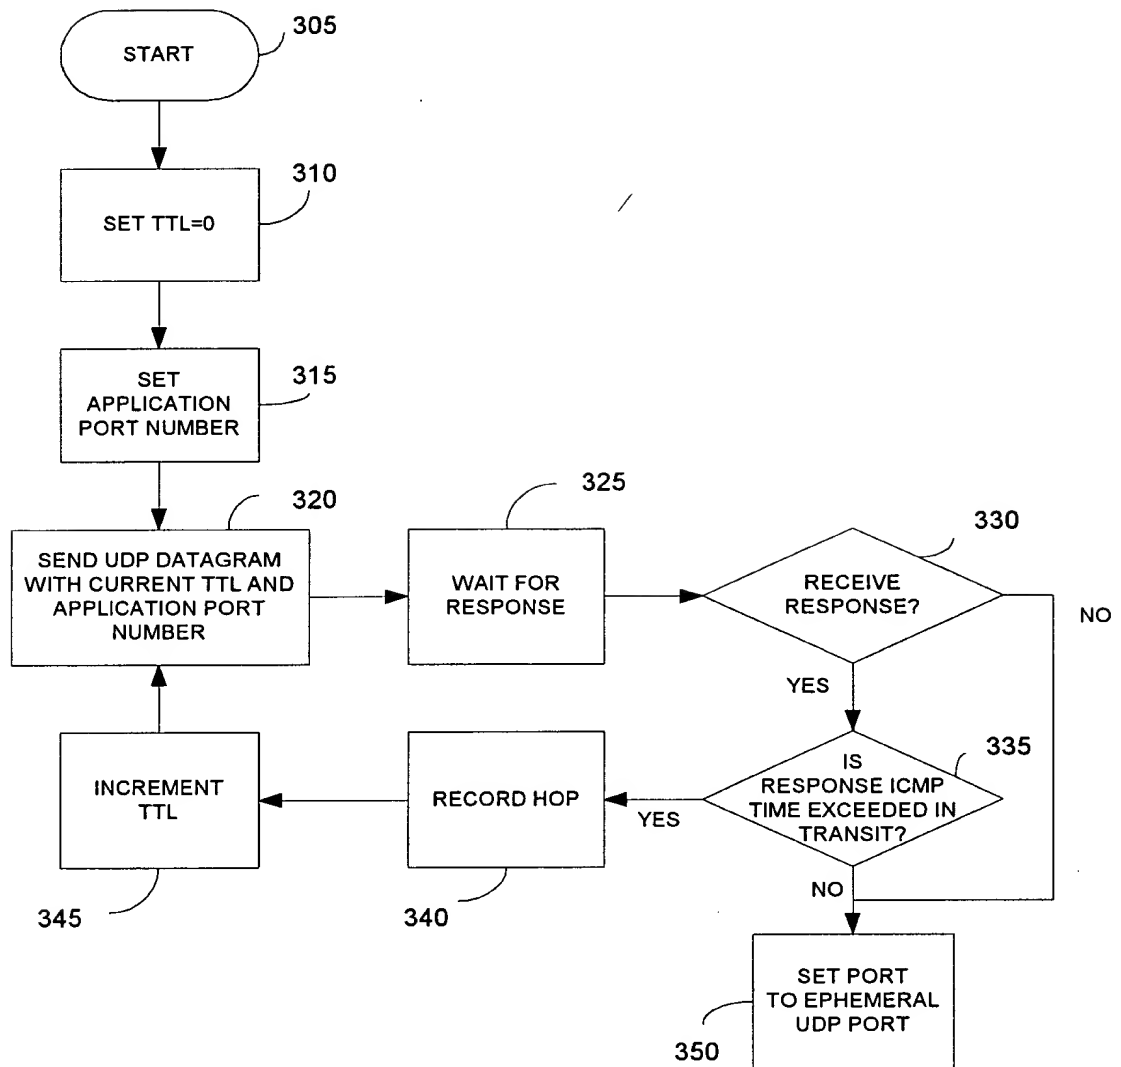 START
305
SET TTL=0
310
SET
APPLICATION
PORT NUMBER
315
SEND UDP DATAGRAM
WITH CURRENT TTL AND
APPLICATION PORT
NUMBER
320
WAIT FOR
RESPONSE
325
RECEIVE
RESPONSE?
330
NO
YES
IS
RESPONSE ICMP
TIME EXCEEDED IN
TRANSIT?
335
YES
RECORD HOP
340
INCREMENT
TTL
345
NO
SET PORT
TO EPHEMERAL
UDP PORT
350